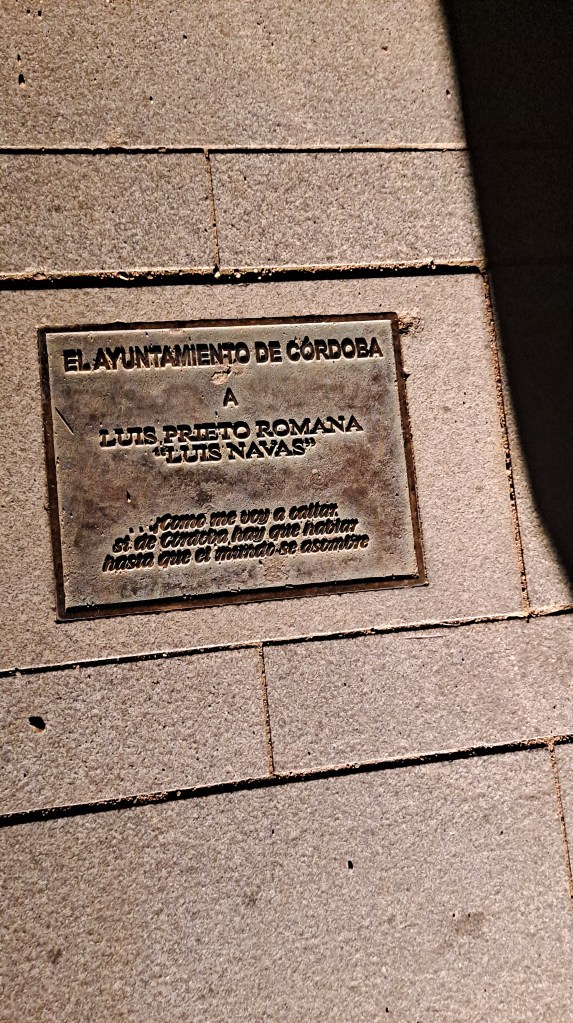 EL AYUNTAMIENTO DE CÓRDOBA
A
LUIS PRIETO ROMANA
"LUIS NAVAS"
...¡Como me voy a callar.
si de Córdoba hay que hablar
hasta que el mundo se asombre